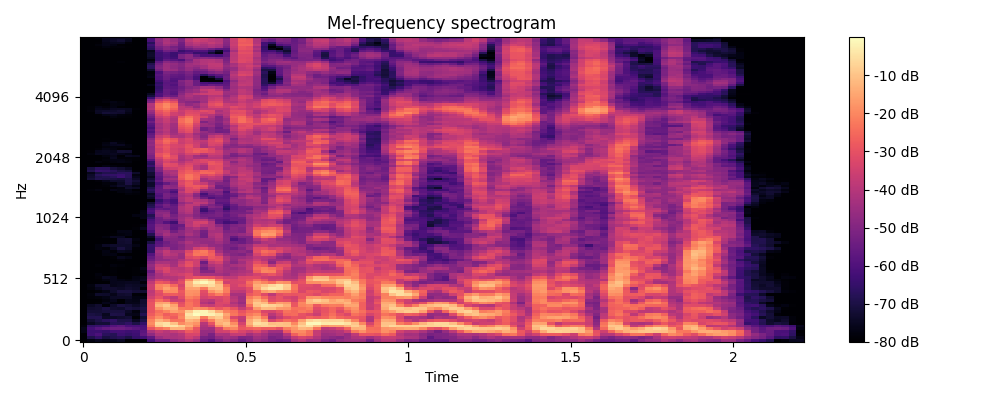 Mel-frequency spectrogram
Hz
4096
2048
1024
512
0
0
0.5
1
1.5
2
Time
-10 dB
-20 dB
-30 dB
-40 dB
-50 dB
-60 dB
-70 dB
-80 dB